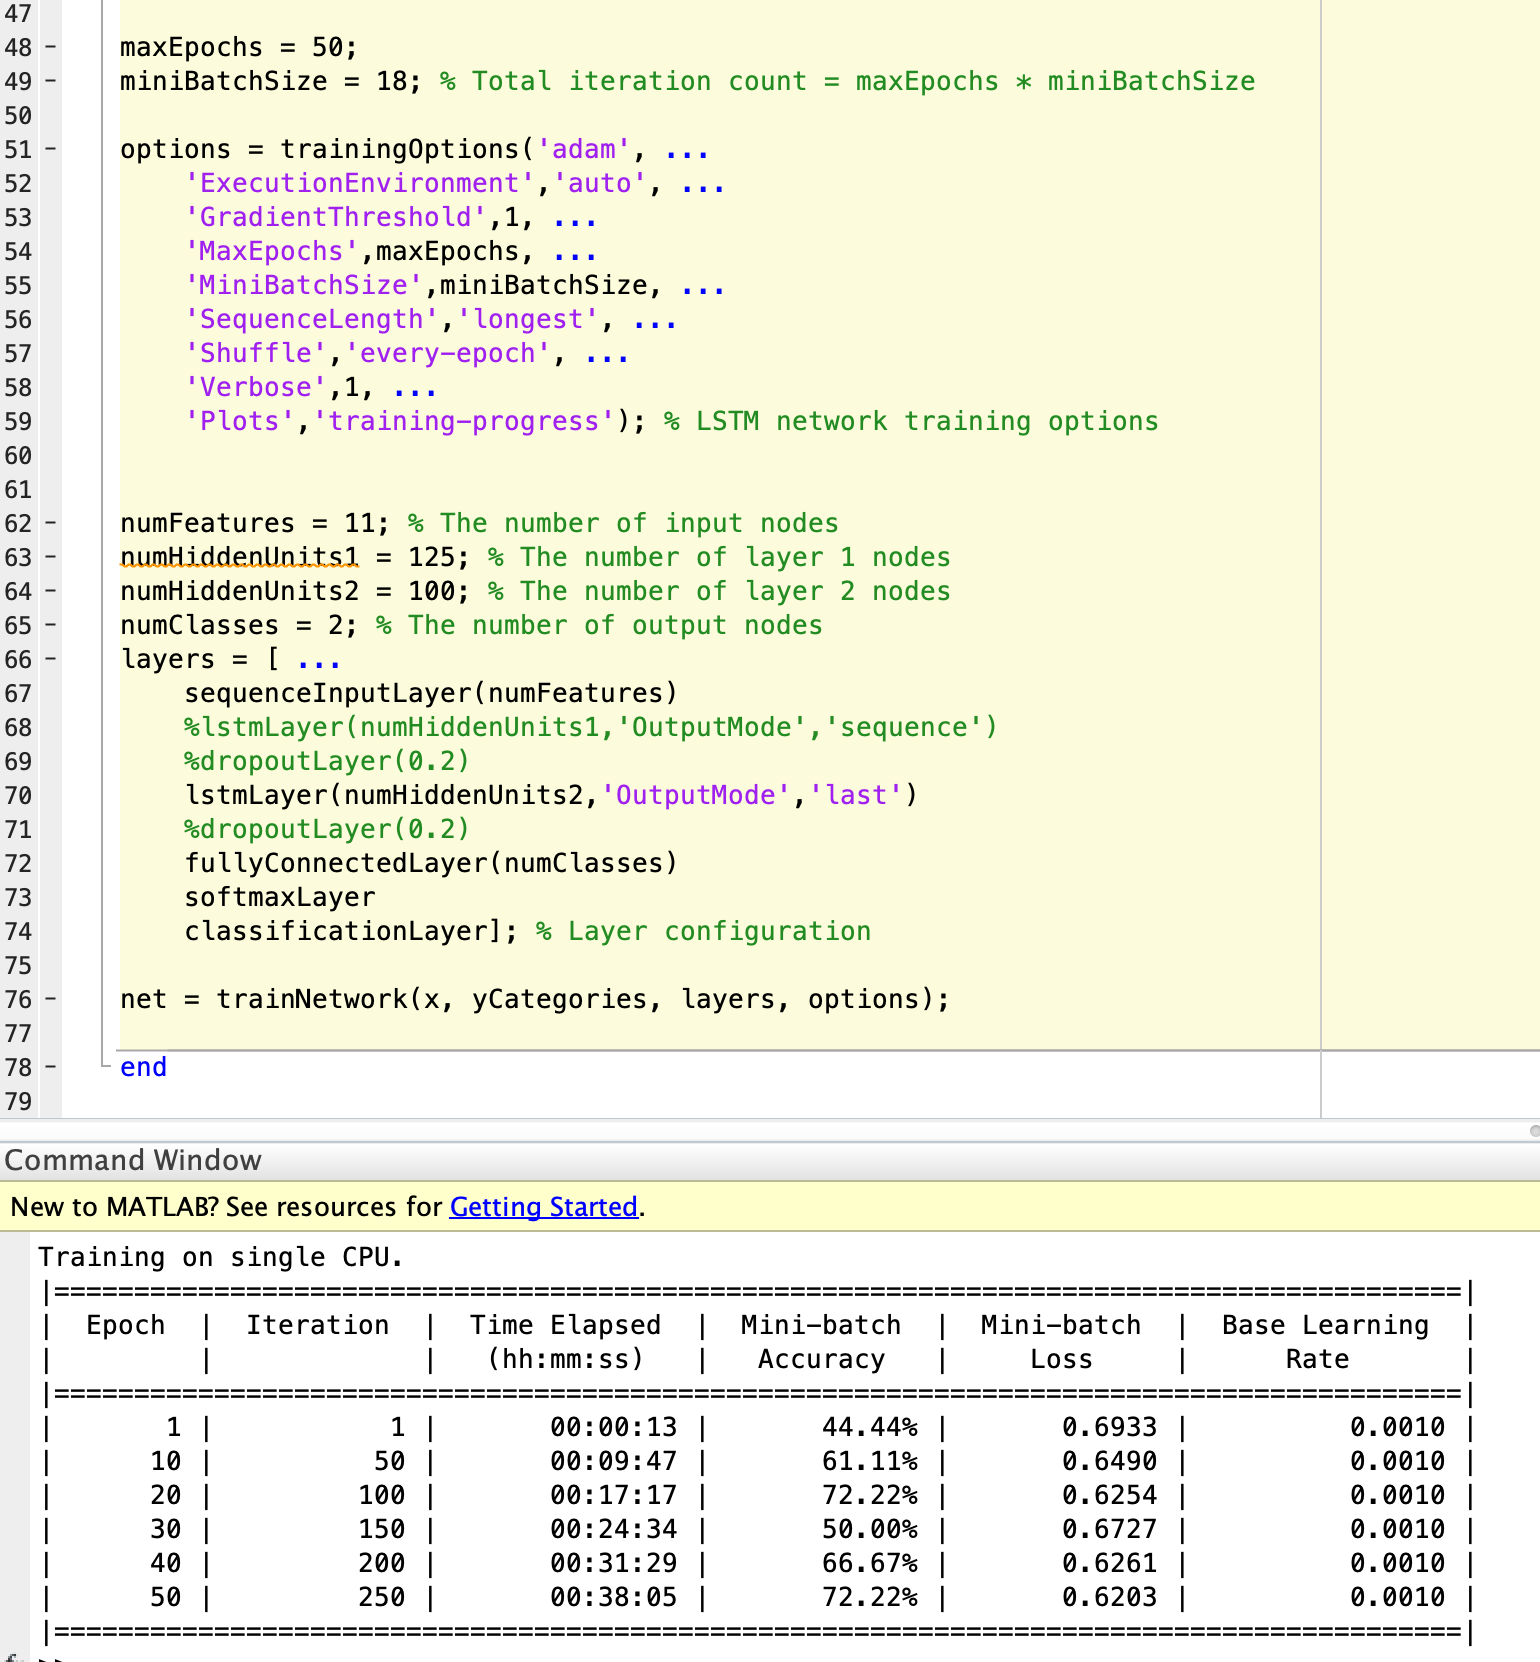 47
48 - maxEpochs = 50;
49 - miniBatchSize = 18; % Total iteration count = maxEpochs * miniBatchSize
50
51 - options = trainingOptions('adam', ...
52 'ExecutionEnvironment','auto', ...
53 'GradientThreshold',1, ...
54 'MaxEpochs',maxEpochs, ...
55 'MiniBatchSize',miniBatchSize, ...
56 'SequenceLength','longest', ...
57 'Shuffle','every-epoch', ...
58 'Verbose',1, ...
59 'Plots','training-progress'); % LSTM network training options
60
61
62 - numFeatures = 11; % The number of input nodes
63 - numHiddenUnits1 = 125; % The number of layer 1 nodes
64 - numHiddenUnits2 = 100; % The number of layer 2 nodes
65 - numClasses = 2; % The number of output nodes
66 - layers = [ ...
67 sequenceInputLayer(numFeatures)
68 %lstmLayer(numHiddenUnits1,'OutputMode','sequence')
69 %dropoutLayer(0.2)
70 lstmLayer(numHiddenUnits2,'OutputMode','last')
71 %dropoutLayer(0.2)
72 fullyConnectedLayer(numClasses)
73 softmaxLayer
74 classificationLayer]; % Layer configuration
75
76 - net = trainNetwork(x, yCategories, layers, options);
77
78 - end
79
Command Window
New to MATLAB? See resources for Getting Started.
Training on single CPU.
|========================================================================================|
| Epoch | Iteration | Time Elapsed | Mini-batch | Mini-batch | Base Learning |
| | | (hh:mm:ss) | Accuracy | Loss | Rate |
|========================================================================================|
| 1 | 1 | 00:00:13 | 44.44% | 0.6933 | 0.0010 |
| 10 | 50 | 00:09:47 | 61.11% | 0.6490 | 0.0010 |
| 20 | 100 | 00:17:17 | 72.22% | 0.6254 | 0.0010 |
| 30 | 150 | 00:24:34 | 50.00% | 0.6727 | 0.0010 |
| 40 | 200 | 00:31:29 | 66.67% | 0.6261 | 0.0010 |
| 50 | 250 | 00:38:05 | 72.22% | 0.6203 | 0.0010 |
|========================================================================================|